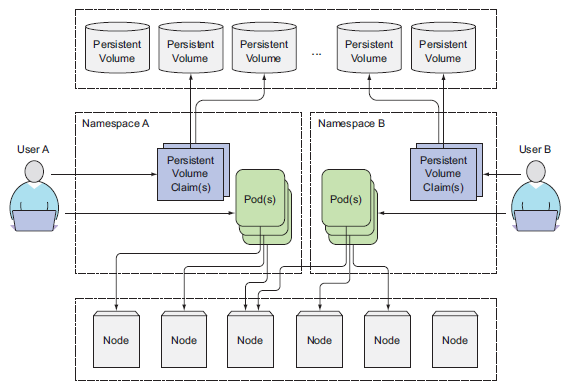 Persistent
Volume
Persistent
Volume
Persistent
Volume
...
Persistent
Volume
Persistent
Volume
Namespace A
Namespace B
User A
User B
Persistent
Volume
Claim(s)
Pod(s)
Pod(s)
Persistent
Volume
Claim(s)
Node
Node
Node
Node
Node
Node